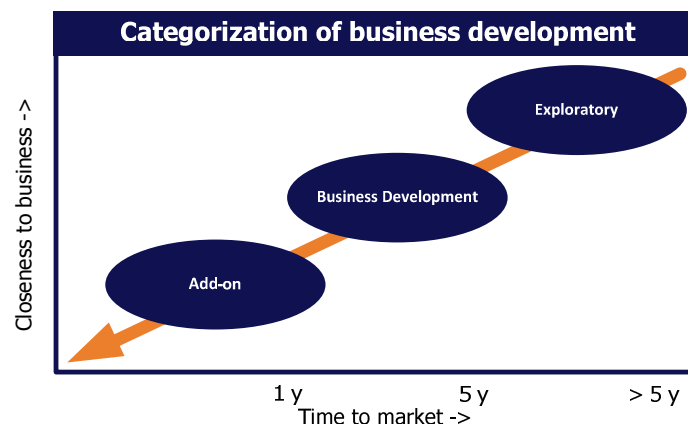 Categorization of business development
Closeness to business ->
Exploratory
Business Development
Add-on
1 y
5 y
> 5 y
Time to market ->